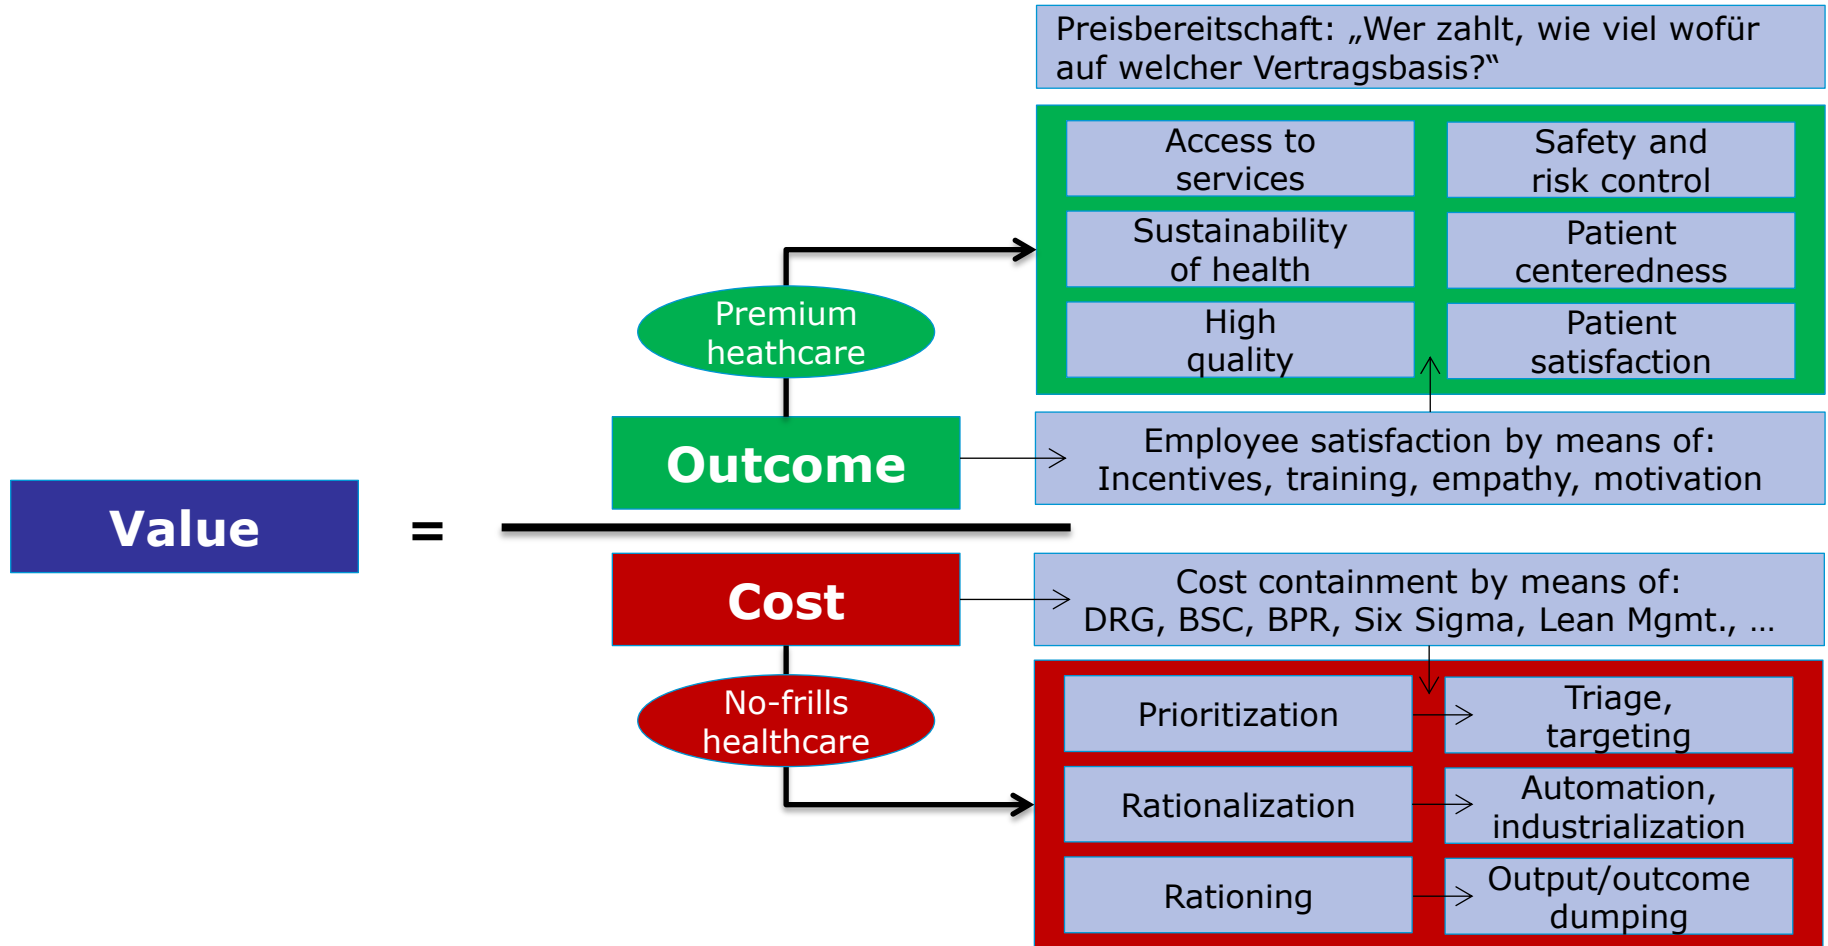 Preisbereitschaft: „Wer zahlt, wie viel wofür
auf welcher Vertragsbasis?“
Access to
services
Safety and
risk control
Sustainability
of health
Patient
centeredness
High
quality
Patient
satisfaction
Premium
heathcare
Outcome
Employee satisfaction by means of:
Incentives, training, empathy, motivation
Value
=
Cost
Cost containment by means of:
DRG, BSC, BPR, Six Sigma, Lean Mgmt., ...
No-frills
healthcare
Prioritization
Triage,
targeting
Rationalization
Automation,
industrialization
Rationing
Output/outcome
dumping